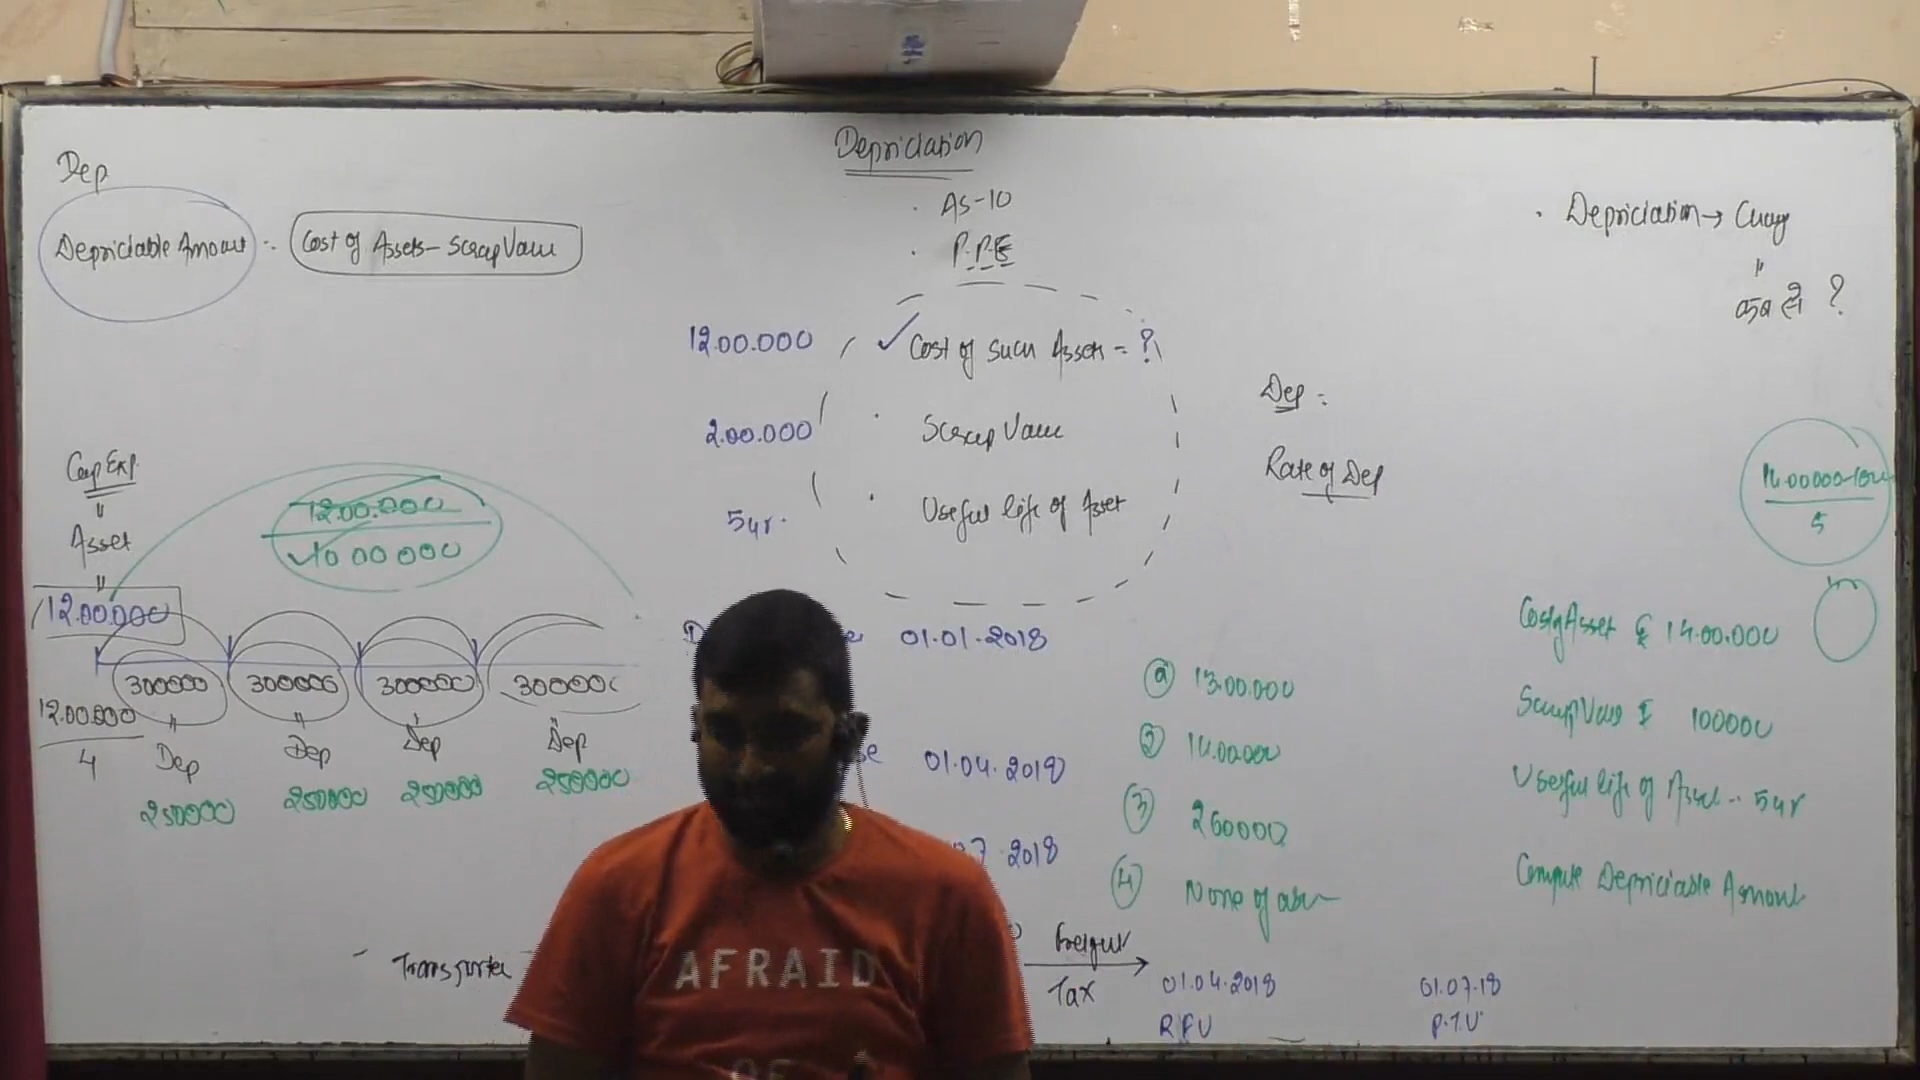 Depriciation
Dep
Depriciable Amount :- Cost of Assets - Scrap Value
. AS-10
. P.P.E
. Depriciation → Charge
"
कब से ?
12.00.000 ✓ Cost of Such Assets = ?
2.00.000 . Scrap Value
5yr. . Useful life of Asset
Dep :
Rate of Dep
Cap Exp.
"
Asset
"
12.00.000
12.00.000
10 00 000
300000 300000 300000 300000
12.00.000
4
Dep Dep Dep Dep
250000 250000 250000 250000
01.01.2018
01.04.2018
2018
① 13.00.000
② 14.00.000
③ 260000
④ None of abv
1400000-100
5
Cost of Asset ₹ 14.00.000
Scrap Value ₹ 100000
Useful life of Asset - 5yr
Compute Depriciable Amount
- Transporter
Freight
Tax
01.04.2018
RFU
01.07.18
P.T.U
AFRAID
OF